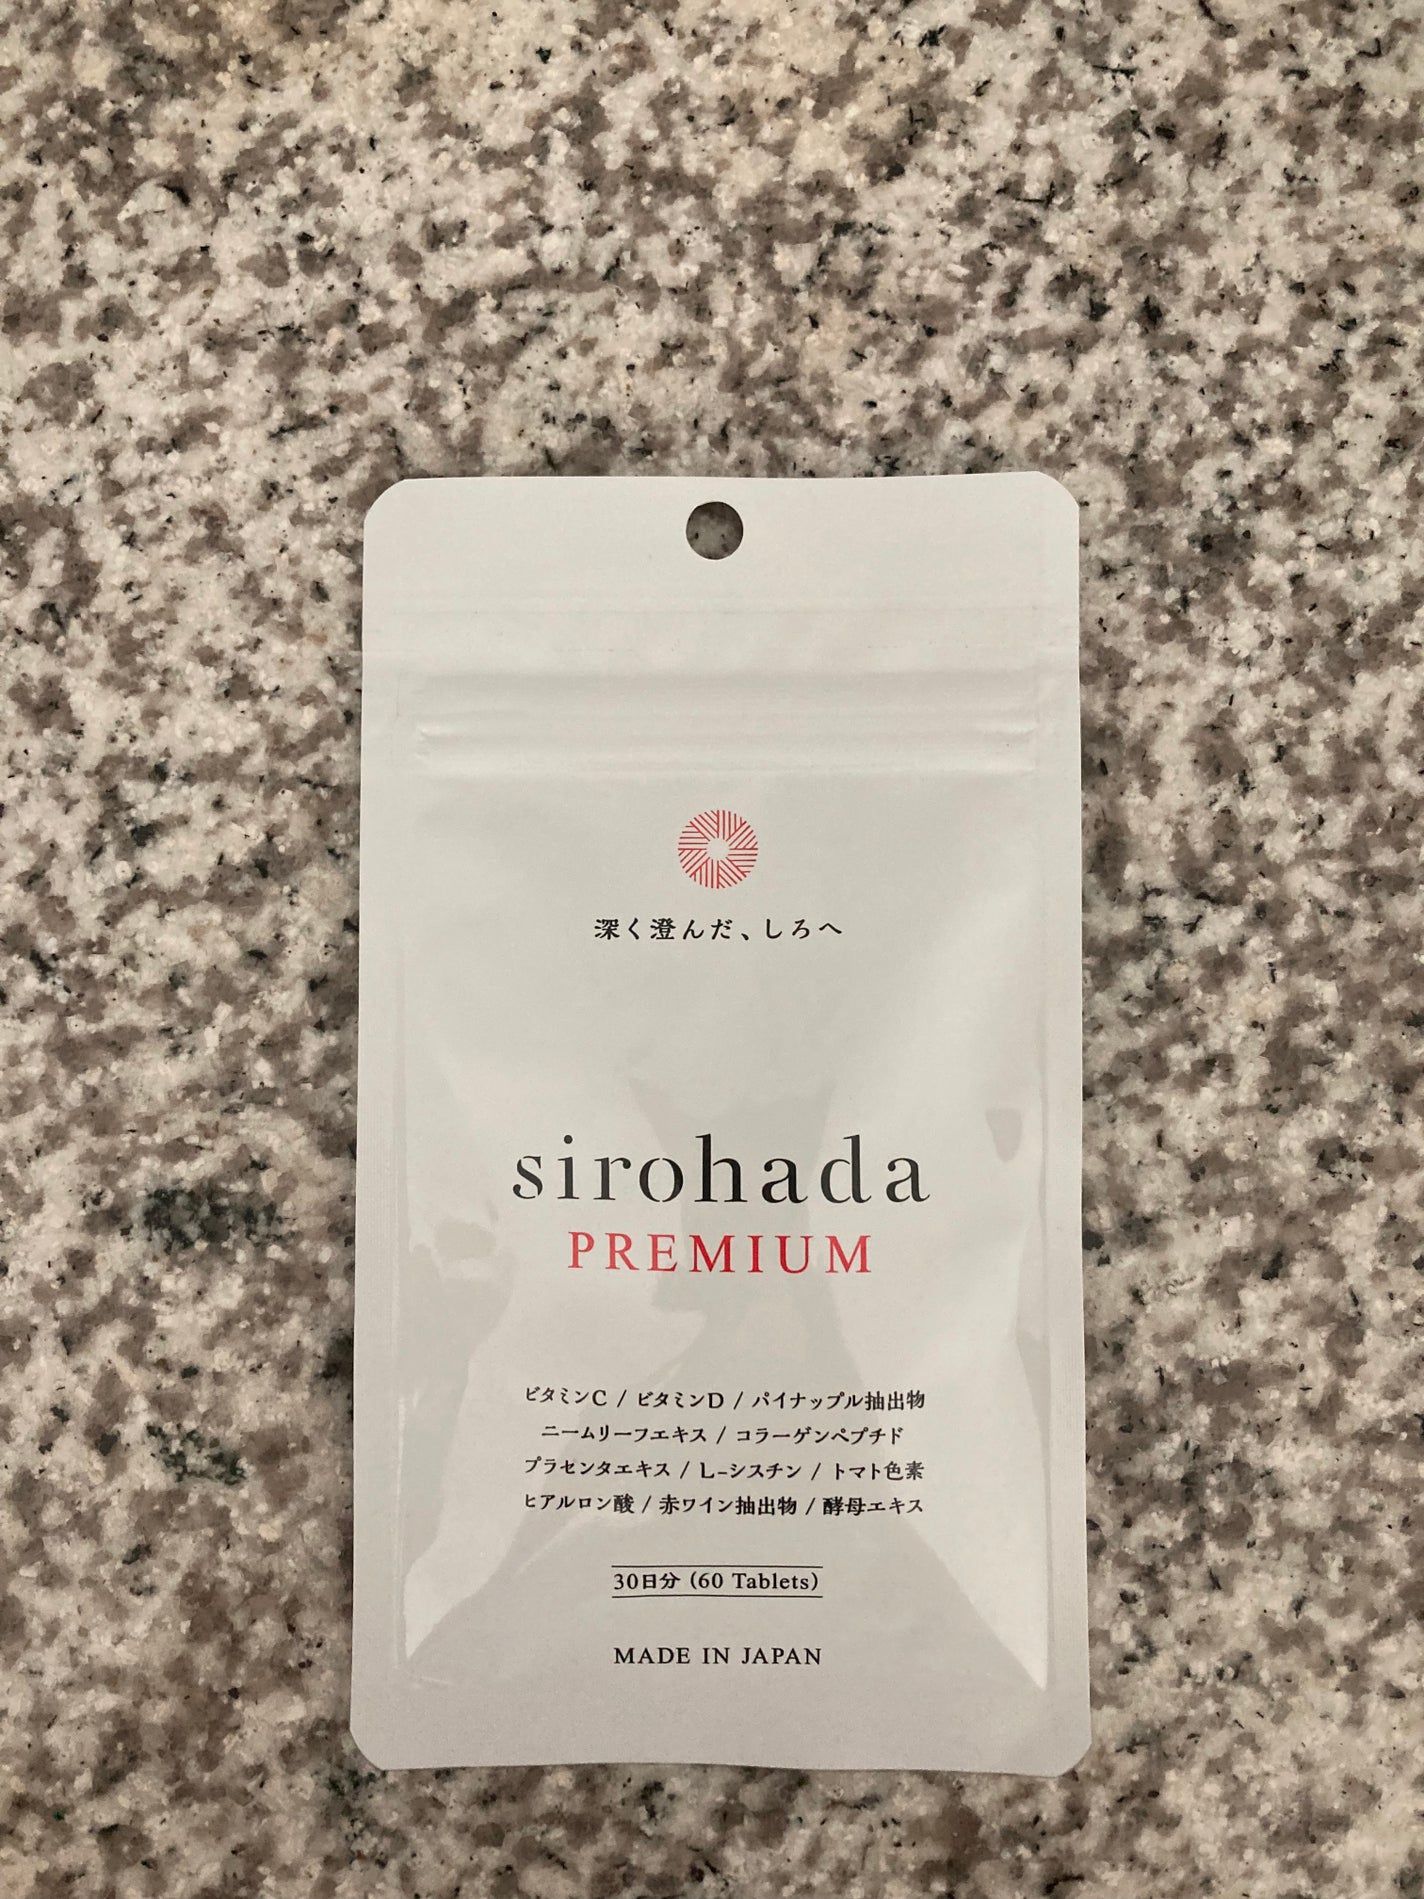 深く澄んだ、しろへ
sirohada
PREMIUM
ビタミンC / ビタミンD / パイナップル抽出物
ニームリーフエキス / コラーゲンペプチド
プラセンタエキス / L-シスチン / トマト色素
ヒアルロン酸 / 赤ワイン抽出物 / 酵母エキス
30日分 (60 Tablets)
MADE IN JAPAN